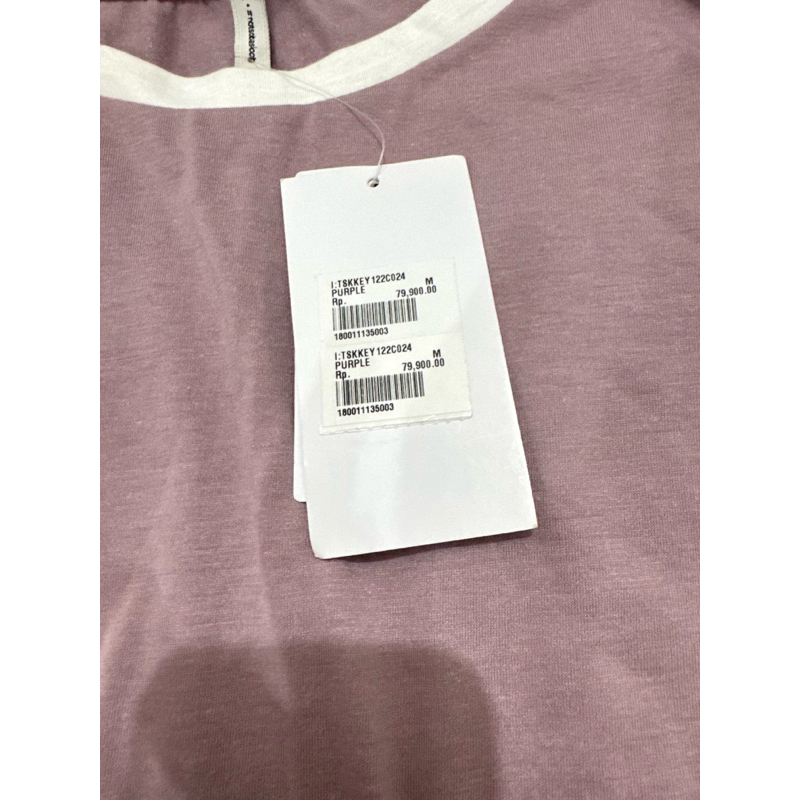 I:TSKKEY122C024
PURPLE M
Rp. 79,900.00
180011135003
I:TSKKEY122C024
PURPLE M
Rp. 79,900.00
180011135003